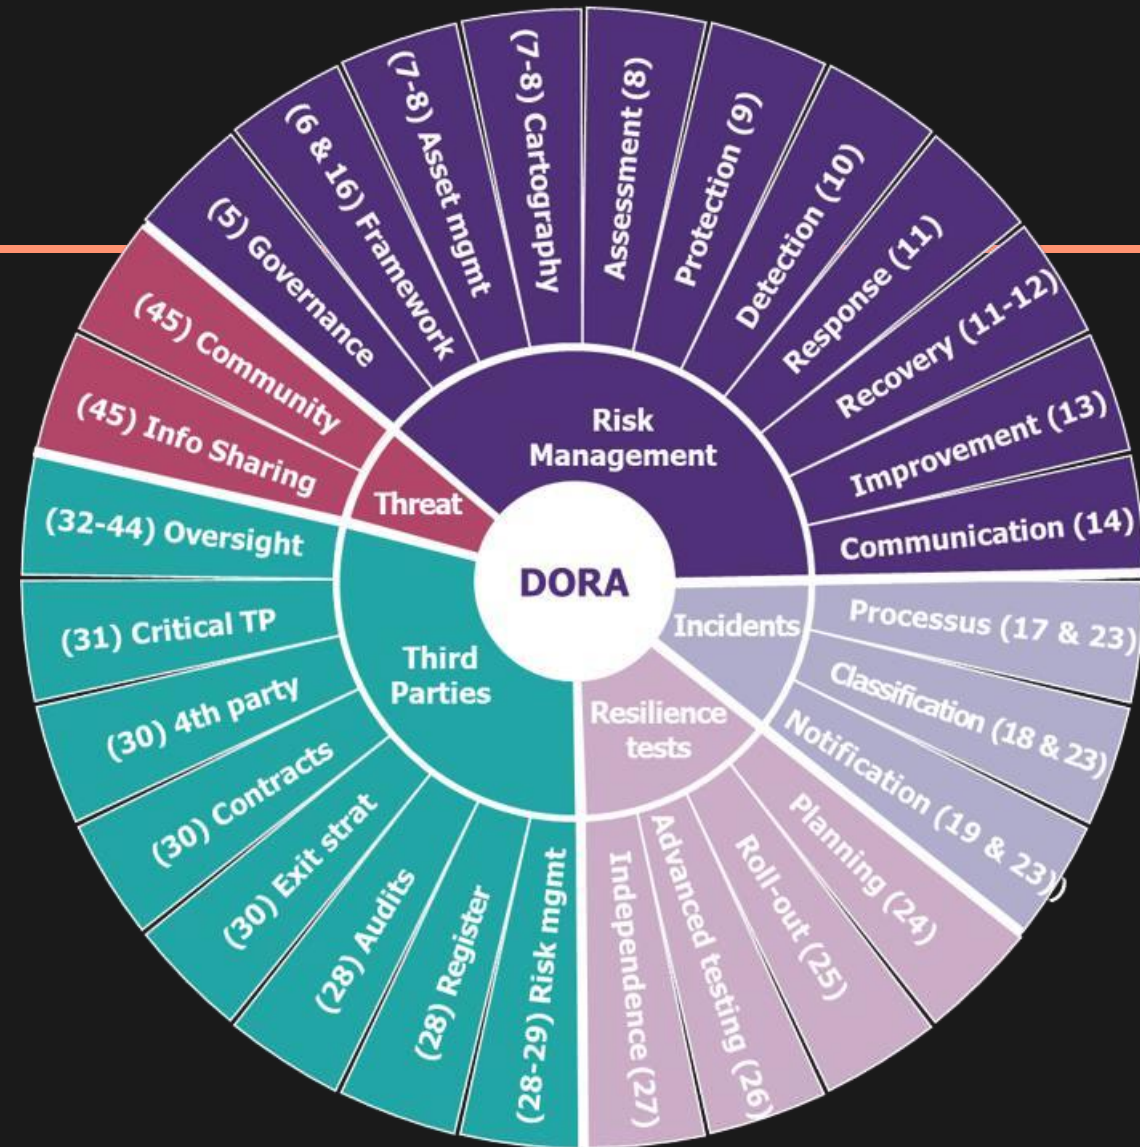 DORA
Risk
Management
(5) Governance
(6 & 16) Framework
(7-8) Asset mgmt
(7-8) Cartography
Assessment (8)
Protection (9)
Detection (10)
Response (11)
Recovery (11-12)
Improvement (13)
Communication (14)
Incidents
Processus (17 & 23)
Classification (18 & 23)
Notification (19 & 23))
Resilience
tests
Planning (24)
Roll-out (25)
Advanced testing (26)
Independence (27)
Third
Parties
(28-29) Risk mgmt
(28) Register
(28) Audits
(30) Exit strat
(30) Contracts
(30) 4th party
(31) Critical TP
(32-44) Oversight
Threat
(45) Info Sharing
(45) Community